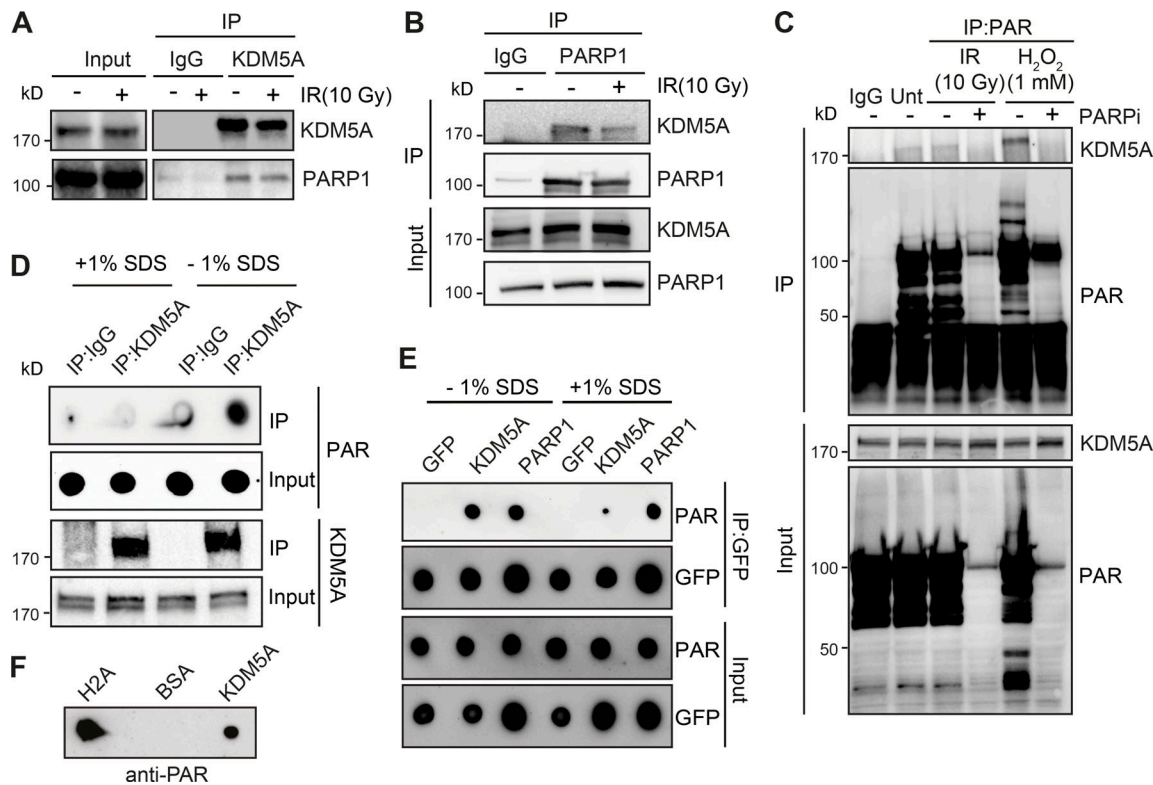 A
IP
Input IgG KDM5A
kD - + - + - + IR(10 Gy)
170 KDM5A
100 PARP1
B
IP
IgG PARP1
kD - - + IR(10 Gy)
IP
170 KDM5A
100 PARP1
Input
170 KDM5A
100 PARP1
C
IP:PAR
IR H2O2
(10 Gy) (1 mM)
IgG Unt
kD - - - + - + PARPi
IP
170 KDM5A
100
50
PAR
Input
170 KDM5A
100
50
PAR
D
+1% SDS - 1% SDS
IP:IgG IP:KDM5A IP:IgG IP:KDM5A
kD
IP
Input
PAR
170 IP
170 Input
KDM5A
E
- 1% SDS +1% SDS
GFP KDM5A PARP1 GFP KDM5A PARP1
PAR
GFP
IP:GFP
PAR
GFP
Input
F
H2A BSA KDM5A
anti-PAR